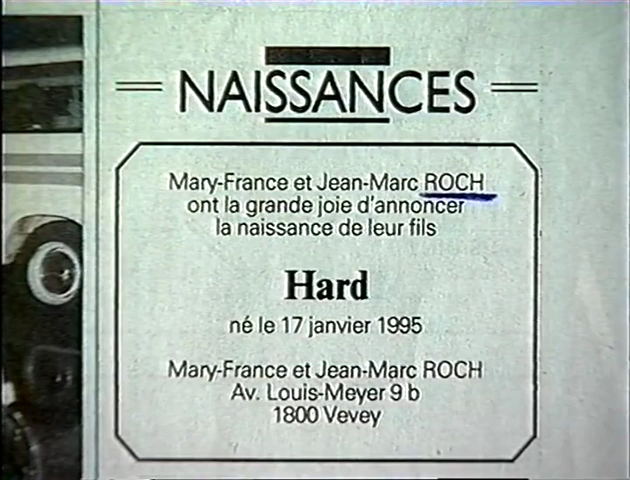 NAISSANCES
Mary-France et Jean-Marc ROCH
ont la grande joie d'annoncer
la naissance de leur fils
Hard
né le 17 janvier 1995
Mary-France et Jean-Marc ROCH
Av. Louis-Meyer 9 b
1800 Vevey